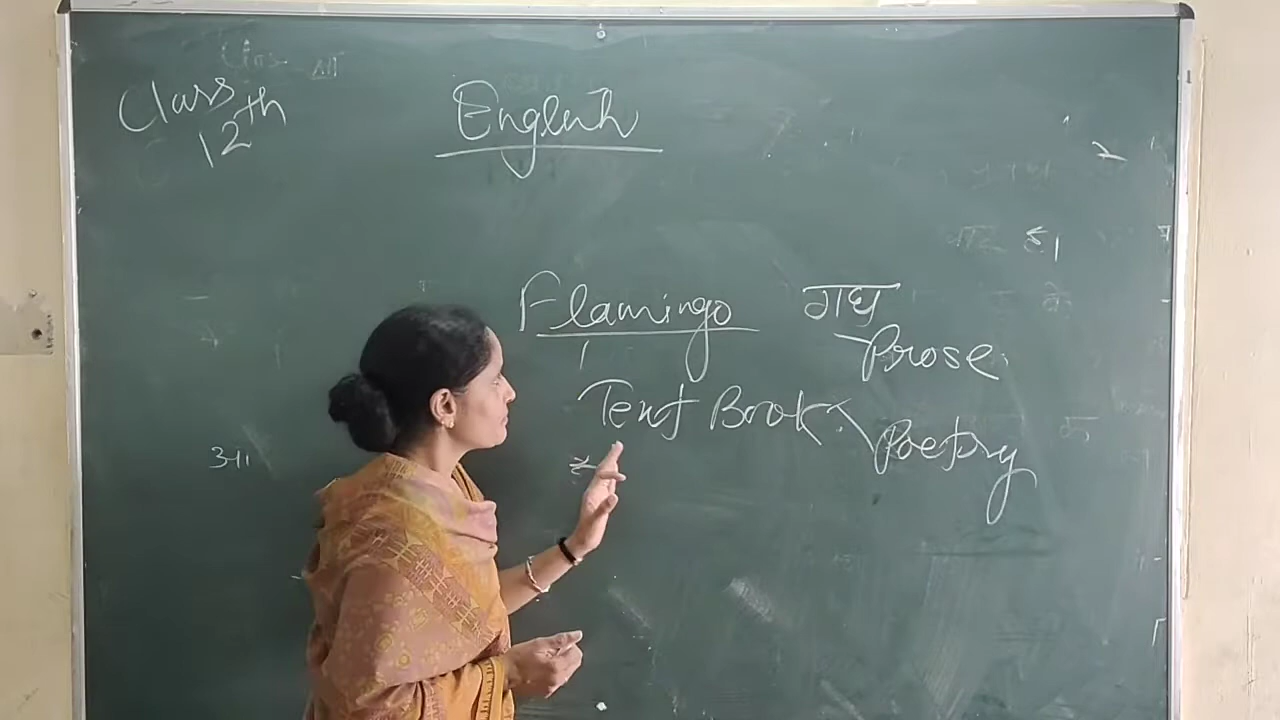 Class
12th
English
Flamingo
गद्य
Prose
Text Book
Poetry